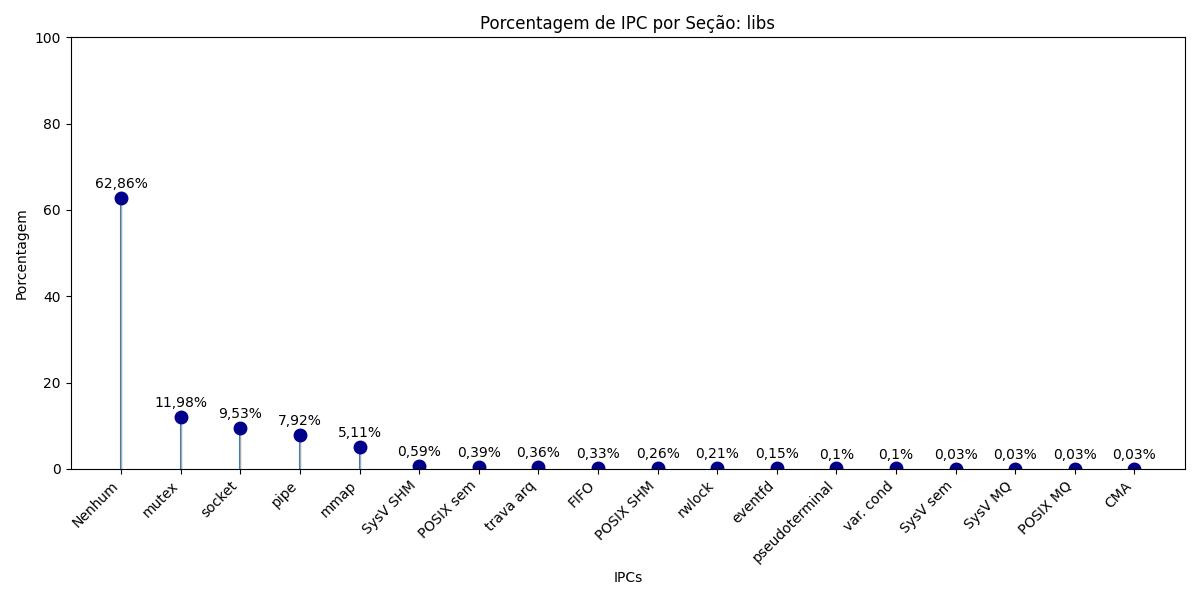 Porcentagem de IPC por Seção: libs
Porcentagem
100
80
60
40
20
0
62,86%
11,98%
9,53%
7,92%
5,11%
0,59%
0,39%
0,36%
0,33%
0,26%
0,21%
0,15%
0,1%
0,1%
0,03%
0,03%
0,03%
0,03%
Nenhum
mutex
socket
pipe
mmap
SysV SHM
POSIX sem
trava arq
FIFO
POSIX SHM
rwlock
eventfd
pseudoterminal
var. cond
SysV sem
SysV MQ
POSIX MQ
CMA
IPCs